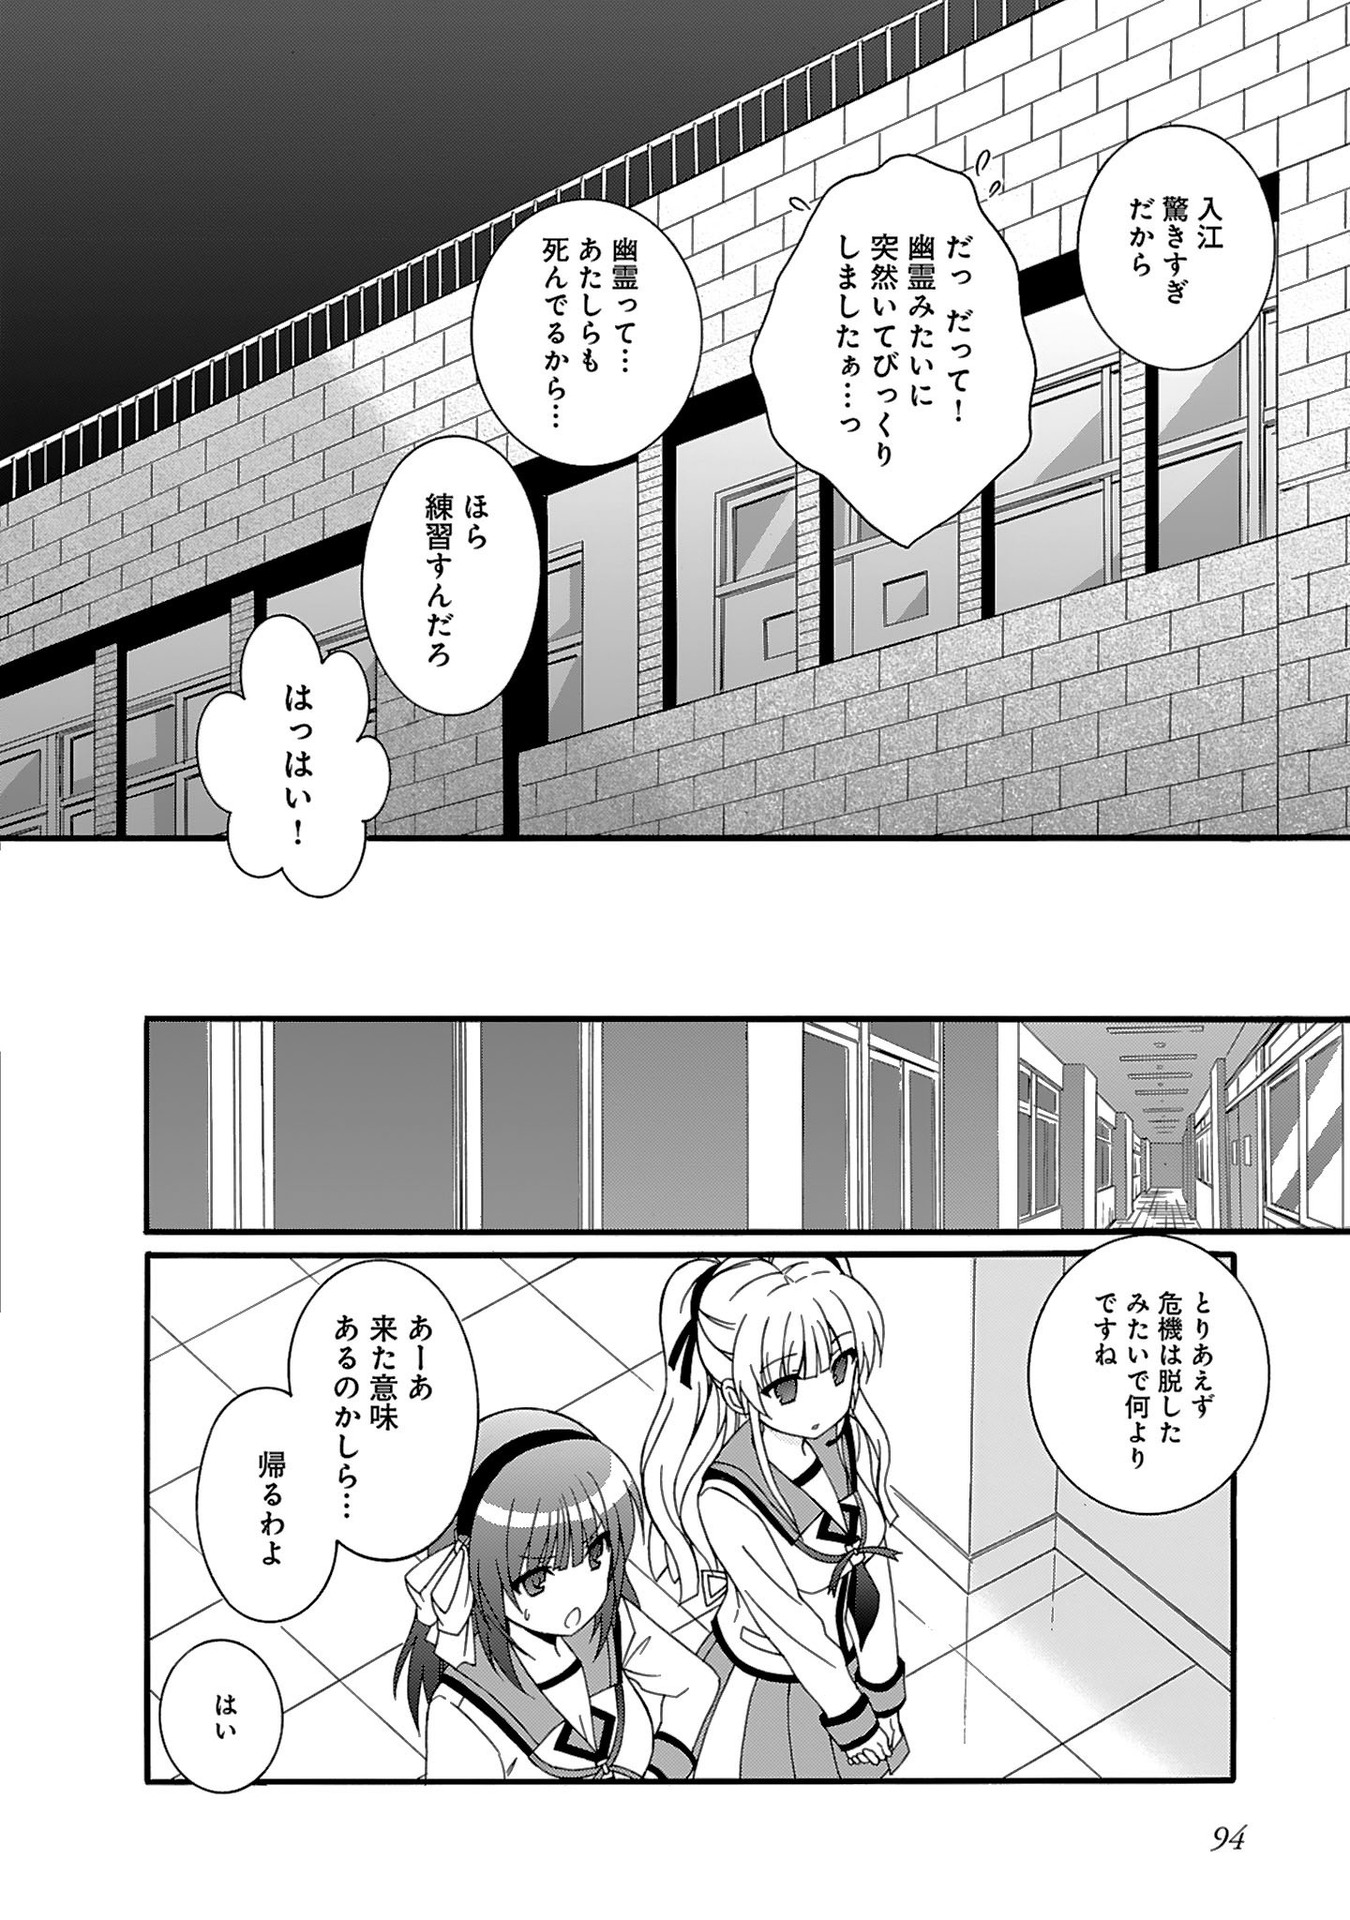 入江
驚きすぎ
だから
だっ だって！
幽霊みたいに
突然いてびっくり
しましたぁ…っ
幽霊って…
あたしらも
死んでるから…
ほら
練習すんだろ
はっはい！
とりあえず
危機は脱した
みたいで何より
ですね
あーあ
来た意味
あるのかしら…
帰るわよ
はい
94